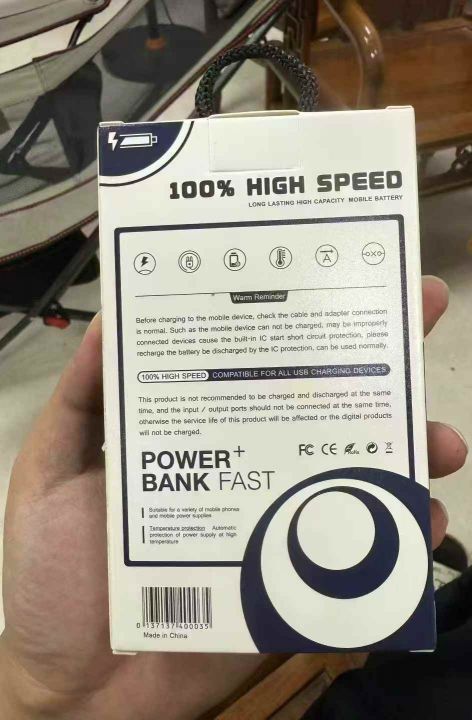 100% HIGH SPEED
LONG LASTING HIGH CAPACITY MOBILE BATTERY
A
Warm Reminder
Before charging to the mobile device, check the cable and adapter connection
is normal. Such as the mobile device can not be charged, may be improperly
connected devices cause the built-in IC start short circuit protection, please
recharge the battery be discharged by the IC protection, can be used normally.
100% HIGH SPEED COMPATIBLE FOR ALL USB CHARGING DEVICES
This product is not recommended to be charged and discharged at the same
time, and the input / output ports should not be connected at the same time,
otherwise the service life of this product will be affected or the digital products
will not be charged.
POWER+
BANK FAST
FC CE RoHs
Suitable for a variety of mobile phones
and mobile power supplies
Temperature protection Automatic
protection of power supply at high
temperature
0 137137 400035
Made in China